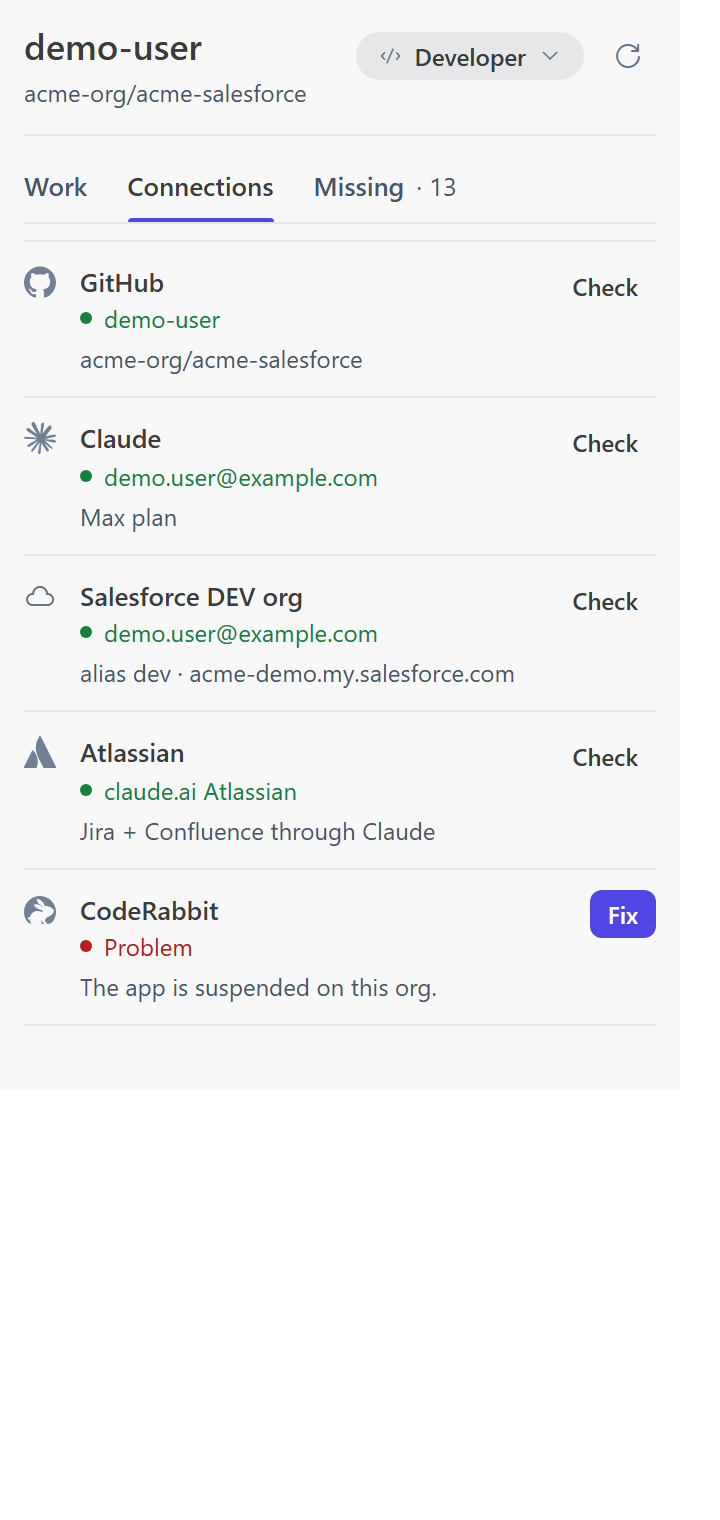 demo-user
Developer
acme-org/acme-salesforce
Work
Connections
Missing · 13
GitHub
Check
demo-user
acme-org/acme-salesforce
Claude
Check
demo.user@example.com
Max plan
Salesforce DEV org
Check
demo.user@example.com
alias dev · acme-demo.my.salesforce.com
Atlassian
Check
claude.ai Atlassian
Jira + Confluence through Claude
CodeRabbit
Fix
Problem
The app is suspended on this org.